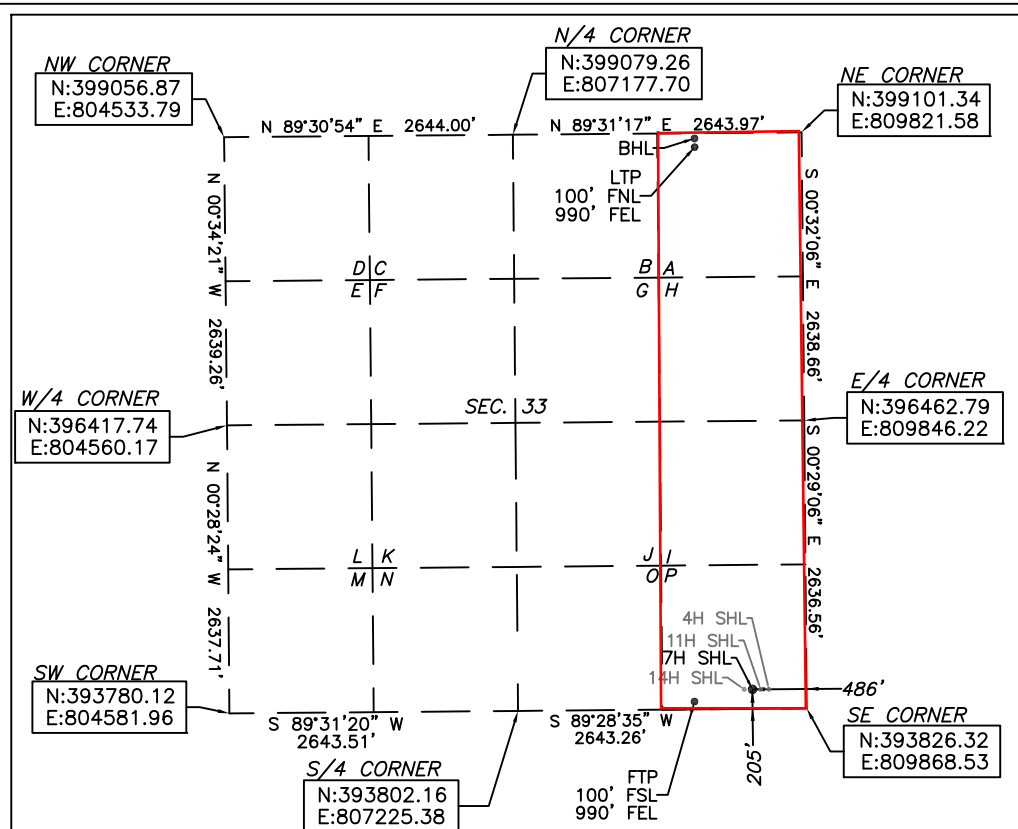 N/4 CORNER
N:399079.26
E:807177.70
NW CORNER
N:399056.87
E:804533.79
NE CORNER
N:399101.34
E:809821.58
N 89°30'54" E 2644.00'
N 89°31'17" E 2643.97'
BHL
LTP
100' FNL
990' FEL
N 00°34'21" W 2639.26'
S 00°32'06" E 2638.66'
D C
E F
B A
G H
W/4 CORNER
N:396417.74
E:804560.17
SEC. 33
E/4 CORNER
N:396462.79
E:809846.22
N 00°28'24" W 2637.71'
S 00°29'06" E 2636.56'
L K
M N
J I
O P
4H SHL
11H SHL
7H SHL
14H SHL
486'
205'
SW CORNER
N:393780.12
E:804581.96
S 89°31'20" W
2643.51'
S 89°28'35" W
2643.26'
SE CORNER
N:393826.32
E:809868.53
S/4 CORNER
N:393802.16
E:807225.38
FTP
100' FSL
990' FEL